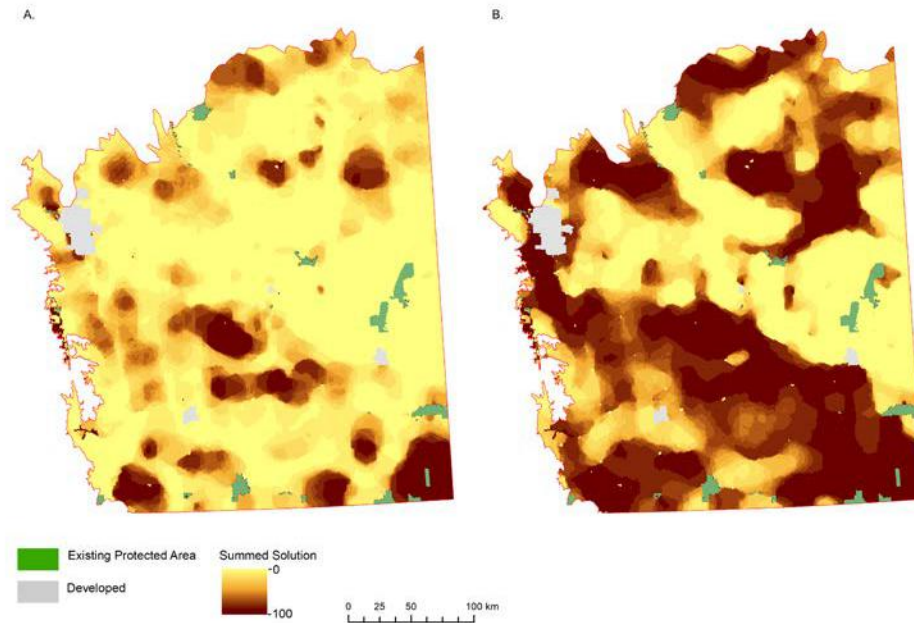 A. B.
Existing Protected Area Summed Solution
Developed 0
100
0 25 50 100 km